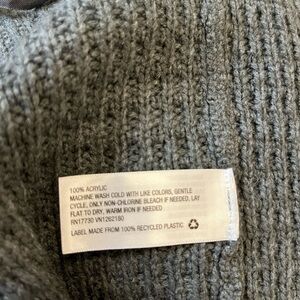 100% ACRYLIC
MACHINE WASH COLD WITH LIKE COLORS, GENTLE
CYCLE, ONLY NON-CHLORINE BLEACH IF NEEDED, LAY
FLAT TO DRY, WARM IRON IF NEEDED
RN17730 VN1262180
LABEL MADE FROM 100% RECYCLED PLASTIC